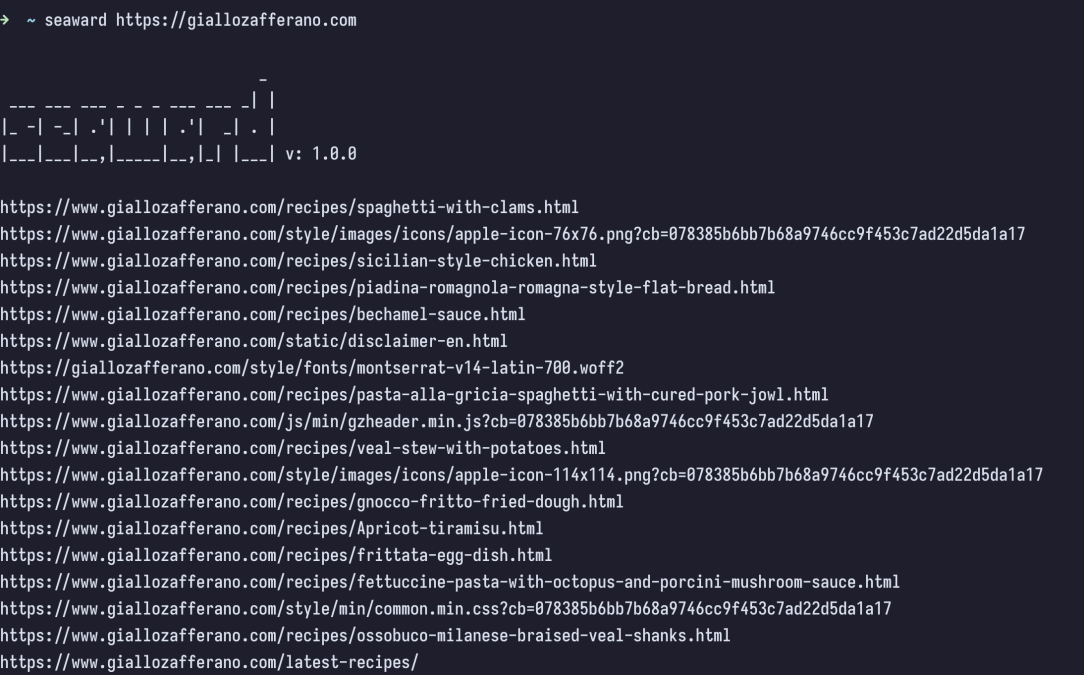 →  ~ seaward https://giallozafferano.com
                             _
 ___ ___ ___ _ _ _ ___ ___ _| |
|_ -| -_| .'| | | | .'|  _| . |
|___|___|__,|_____|__,|_| |___| v: 1.0.0
https://www.giallozafferano.com/recipes/spaghetti-with-clams.html
https://www.giallozafferano.com/style/images/icons/apple-icon-76x76.png?cb=078385b6bb7b68a9746cc9f453c7ad22d5da1a17
https://www.giallozafferano.com/recipes/sicilian-style-chicken.html
https://www.giallozafferano.com/recipes/piadina-romagnola-romagna-style-flat-bread.html
https://www.giallozafferano.com/recipes/bechamel-sauce.html
https://www.giallozafferano.com/static/disclaimer-en.html
https://giallozafferano.com/style/fonts/montserrat-v14-latin-700.woff2
https://www.giallozafferano.com/recipes/pasta-alla-gricia-spaghetti-with-cured-pork-jowl.html
https://www.giallozafferano.com/js/min/gzheader.min.js?cb=078385b6bb7b68a9746cc9f453c7ad22d5da1a17
https://www.giallozafferano.com/recipes/veal-stew-with-potatoes.html
https://www.giallozafferano.com/style/images/icons/apple-icon-114x114.png?cb=078385b6bb7b68a9746cc9f453c7ad22d5da1a17
https://www.giallozafferano.com/recipes/gnocco-fritto-fried-dough.html
https://www.giallozafferano.com/recipes/Apricot-tiramisu.html
https://www.giallozafferano.com/recipes/frittata-egg-dish.html
https://www.giallozafferano.com/recipes/fettuccine-pasta-with-octopus-and-porcini-mushroom-sauce.html
https://www.giallozafferano.com/style/min/common.min.css?cb=078385b6bb7b68a9746cc9f453c7ad22d5da1a17
https://www.giallozafferano.com/recipes/ossobuco-milanese-braised-veal-shanks.html
https://www.giallozafferano.com/latest-recipes/